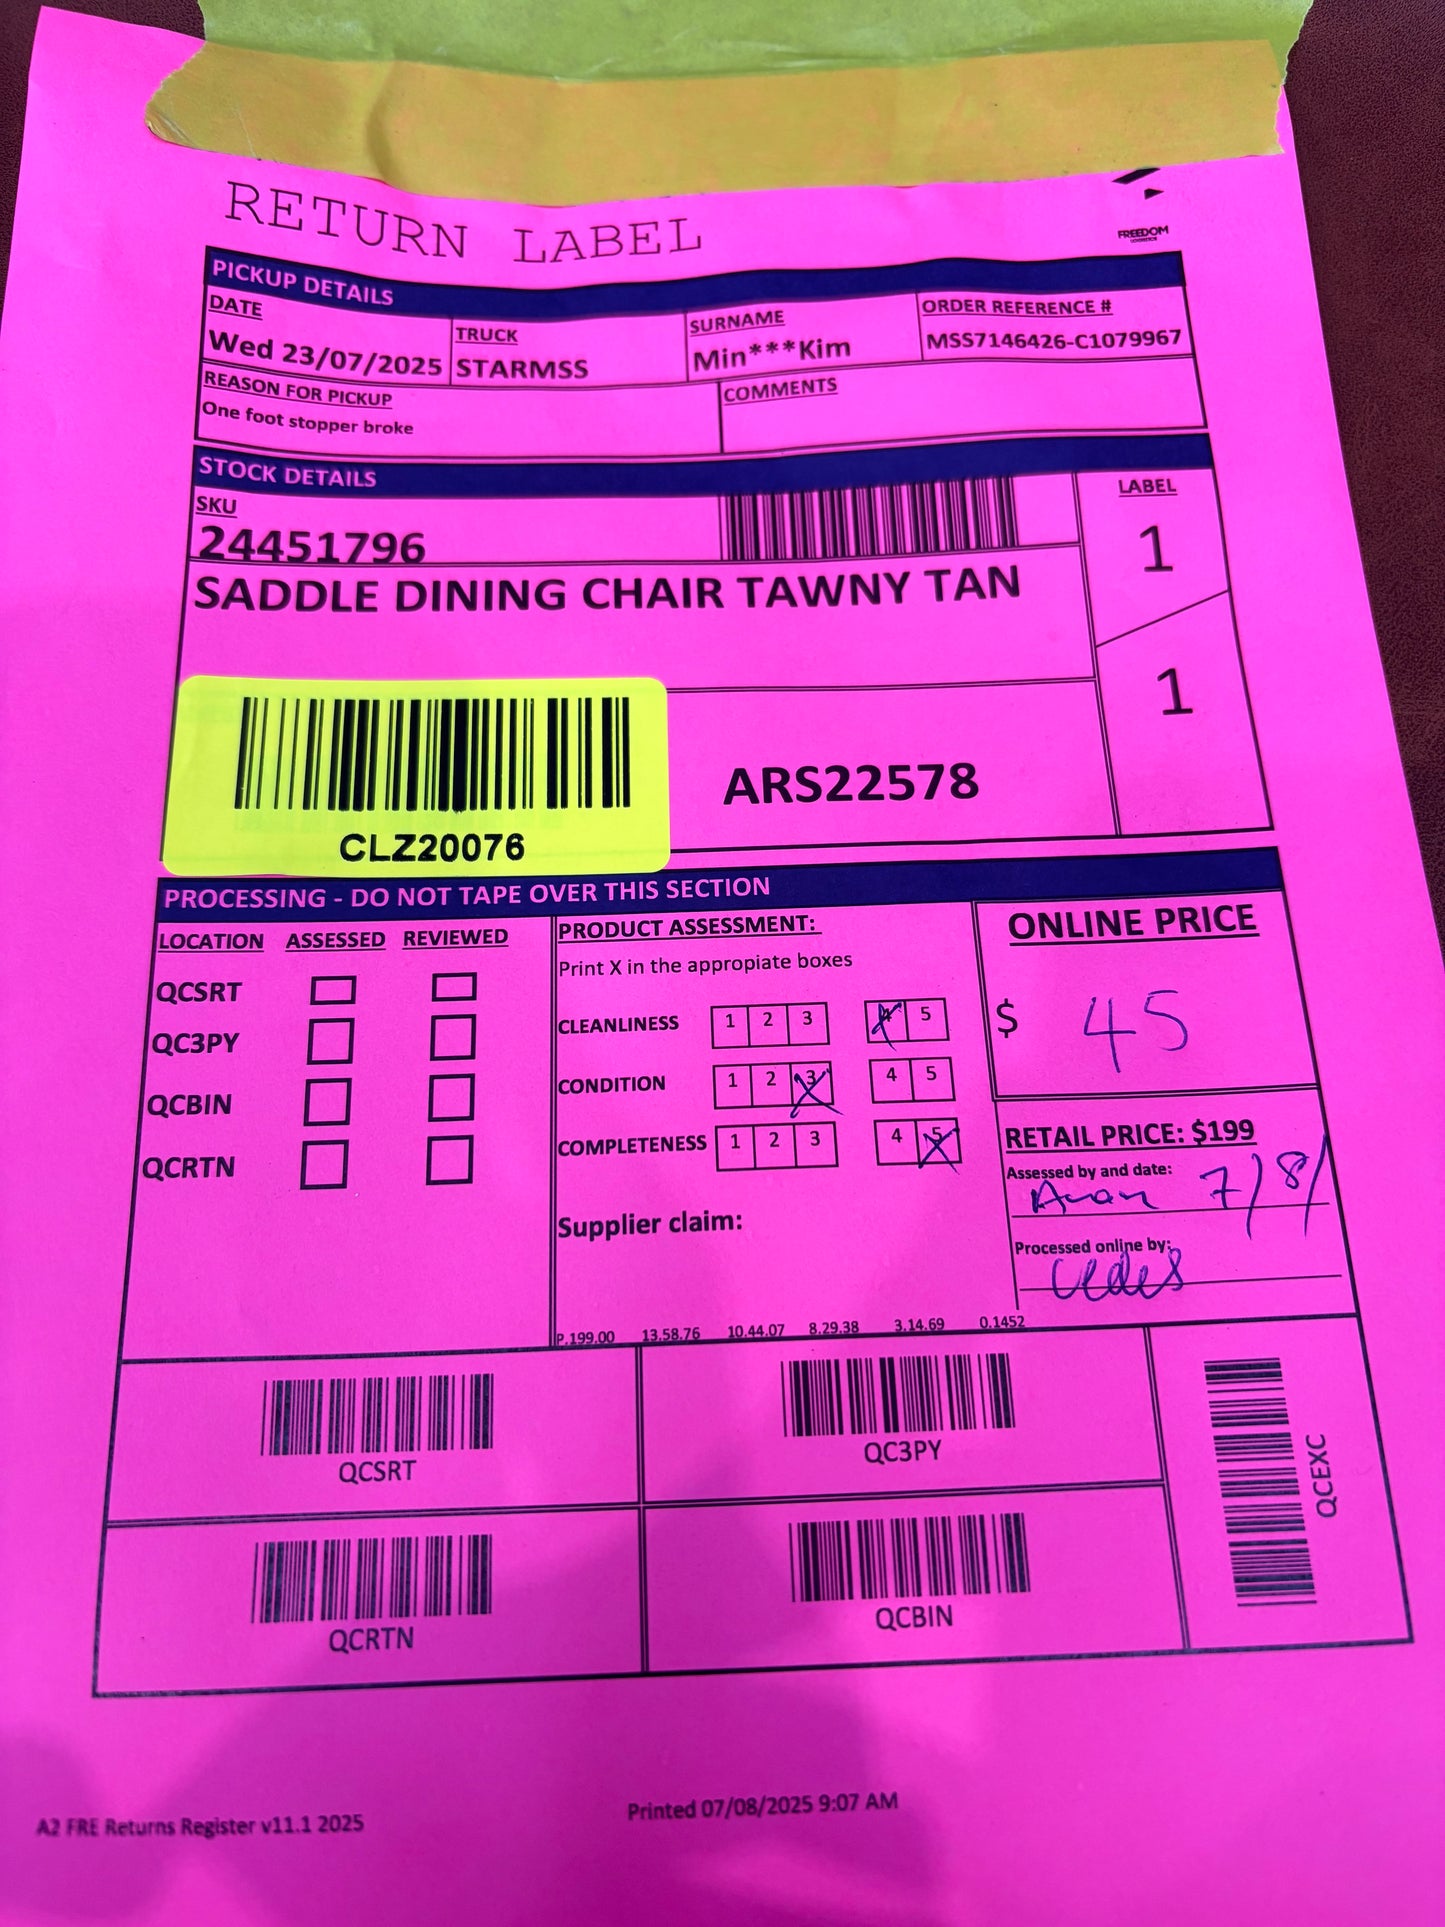 RETURN LABEL
FREEDOM
LOGISTICS
PICKUP DETAILS
DATE
Wed 23/07/2025
TRUCK
STARMSS
SURNAME
Min***Kim
ORDER REFERENCE #
MSS7146426-C1079967
REASON FOR PICKUP
One foot stopper broke
COMMENTS
STOCK DETAILS
SKU
24451796
LABEL
1
1
SADDLE DINING CHAIR TAWNY TAN
CLZ20076
ARS22578
PROCESSING - DO NOT TAPE OVER THIS SECTION
LOCATION ASSESSED REVIEWED
QCSRT
QC3PY
QCBIN
QCRTN
PRODUCT ASSESSMENT:
Print X in the appropiate boxes
CLEANLINESS 1 2 3 4 5
CONDITION 1 2 3 4 5
COMPLETENESS 1 2 3 4 5
Supplier claim:
P.199.00 13.58.76 10.44.07 8.29.38 3.14.69 0.1452
ONLINE PRICE
$ 45
RETAIL PRICE: $199
Assessed by and date:
7/8/
Processed online by:
QCSRT
QC3PY
QCEXC
QCRTN
QCBIN
A2 FRE Returns Register v11.1 2025
Printed 07/08/2025 9:07 AM